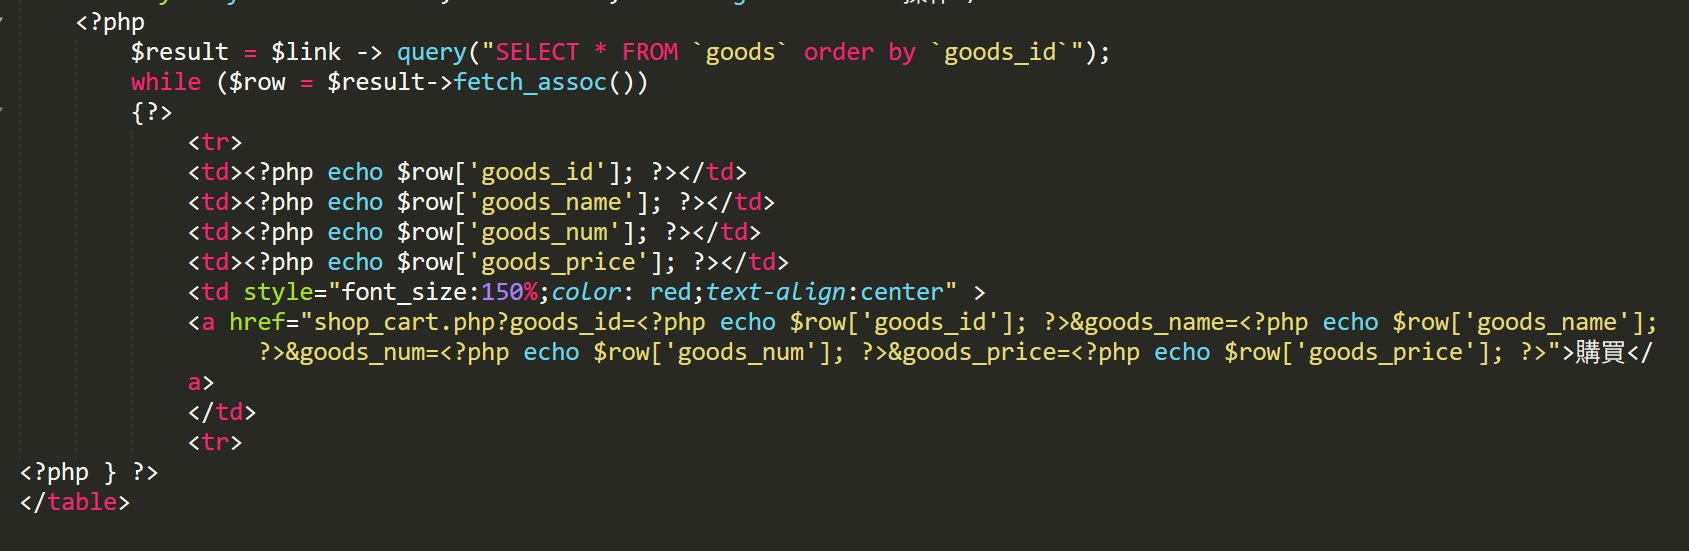 <?php
$result = $link -> query("SELECT * FROM `goods` order by `goods_id`");
while ($row = $result->fetch_assoc())
{?>
<tr>
<td><?php echo $row['goods_id']; ?></td>
<td><?php echo $row['goods_name']; ?></td>
<td><?php echo $row['goods_num']; ?></td>
<td><?php echo $row['goods_price']; ?></td>
<td style="font_size:150%;color: red;text-align:center" >
<a href="shop_cart.php?goods_id=<?php echo $row['goods_id']; ?>&goods_name=<?php echo $row['goods_name'];
?>&goods_num=<?php echo $row['goods_num']; ?>&goods_price=<?php echo $row['goods_price']; ?>">購買</
a>
</td>
<tr>
<?php } ?>
</table>